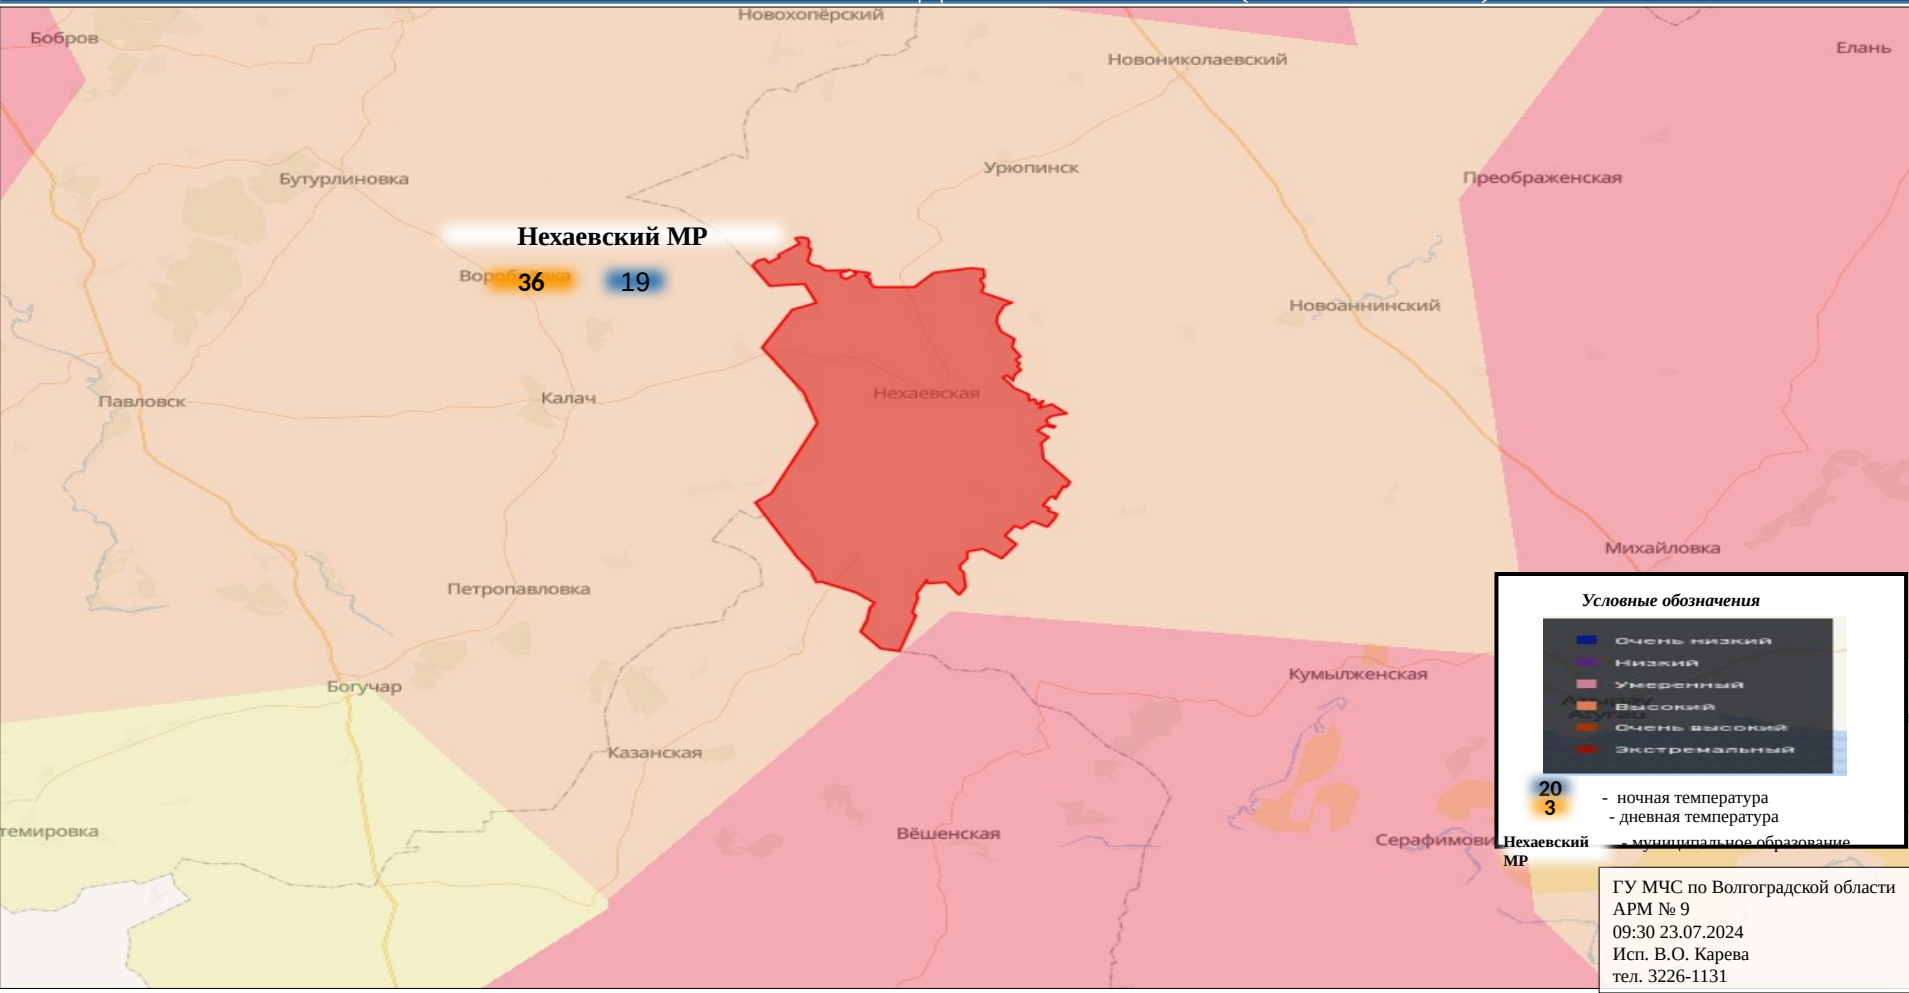 Новохопёрский
Бобров
Новониколаевский
Елань
Урюпинск
Бутурлиновка
Преображенская
Нехаевский МР
36
19
Новоаннинский
Нехаевская
Калач
Павловск
Михайловка
Петропавловка
Условные обозначения
Очень низкий
Низкий
Умеренный
Высокий
Очень высокий
Экстремальный
Кумылженская
Богучар
Казанская
20
- ночная температура
3
- дневная температура
темировка
Вёшенская
Серафимови
Нехаевский
МР
- муниципальное образование
ГУ МЧС по Волгоградской области
АРМ № 9
09:30 23.07.2024
Исп. В.О. Карева
тел. 3226-1131